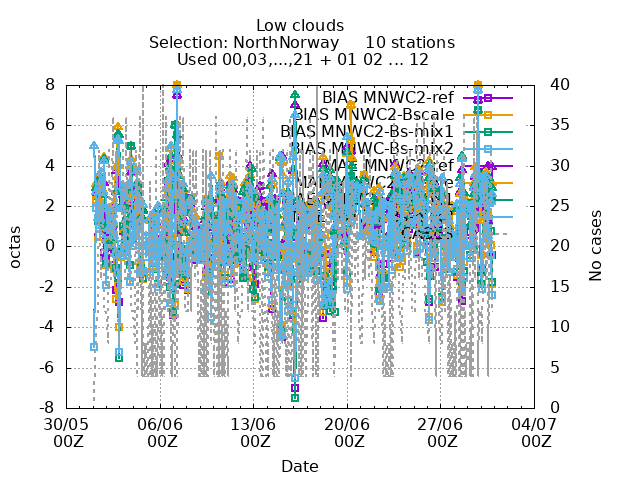 Low clouds
Selection: NorthNorway 10 stations
Used 00,03,...,21 + 01 02 ... 12
8
6
4
2
0
-2
-4
-6
-8
octas
40
35
30
25
20
15
10
5
0
No cases
BIAS MNWC2-ref
BIAS MNWC2-Bscale
BIAS MNWC2-Bs-mix1
BIAS MNWC-Bs-mix2
30/05 06/06 13/06 20/06 27/06 04/07
00Z 00Z 00Z 00Z 00Z 00Z
Date